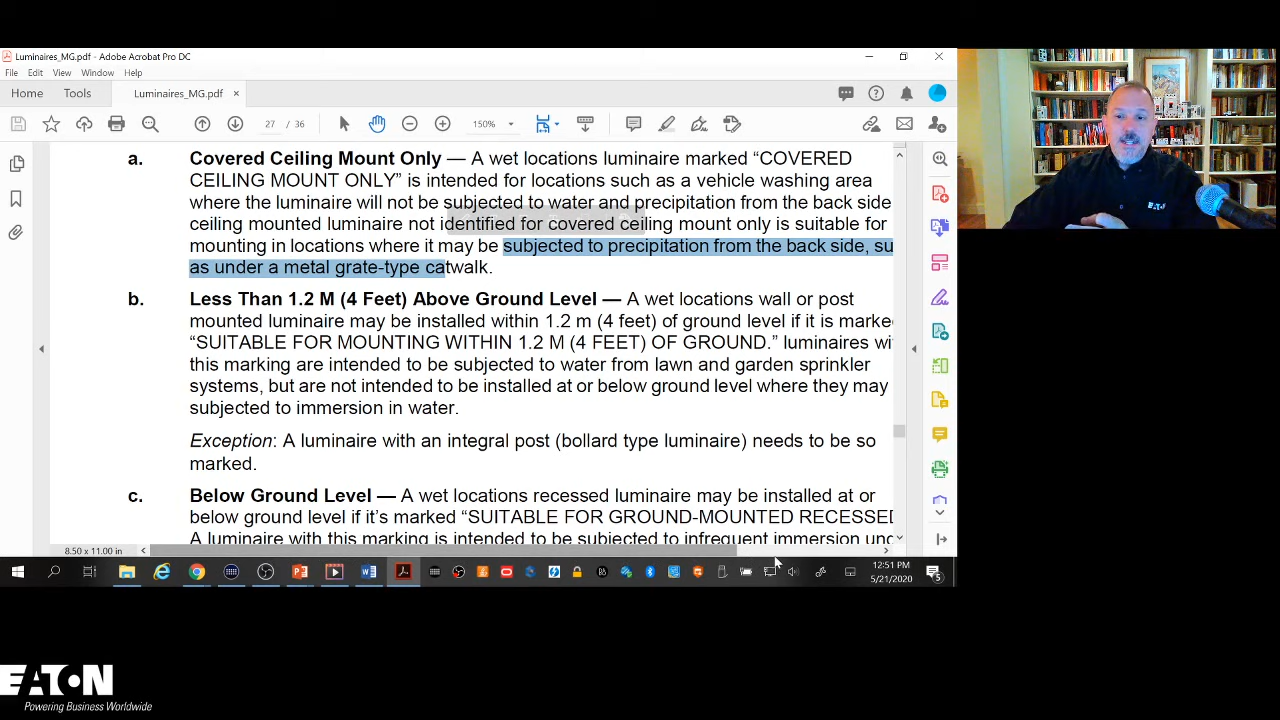 Luminaires_MG.pdf - Adobe Acrobat Pro DC
File Edit View Window Help
Home Tools Luminaires_MG.pdf ×
27 / 36 150%
a. Covered Ceiling Mount Only — A wet locations luminaire marked “COVERED
CEILING MOUNT ONLY” is intended for locations such as a vehicle washing area
where the luminaire will not be subjected to water and precipitation from the back side
ceiling mounted luminaire not identified for covered ceiling mount only is suitable for
mounting in locations where it may be subjected to precipitation from the back side, su
as under a metal grate-type catwalk.
b. Less Than 1.2 M (4 Feet) Above Ground Level — A wet locations wall or post
mounted luminaire may be installed within 1.2 m (4 feet) of ground level if it is marke
“SUITABLE FOR MOUNTING WITHIN 1.2 M (4 FEET) OF GROUND.” luminaires wi
this marking are intended to be subjected to water from lawn and garden sprinkler
systems, but are not intended to be installed at or below ground level where they may
subjected to immersion in water.
Exception: A luminaire with an integral post (bollard type luminaire) needs to be so
marked.
c. Below Ground Level — A wet locations recessed luminaire may be installed at or
below ground level if it’s marked “SUITABLE FOR GROUND-MOUNTED RECESSED
A luminaire with this marking is intended to be subjected to infrequent immersion und
8.50 x 11.00 in
12:51 PM
5/21/2020
5
EATON
EATON
Powering Business Worldwide